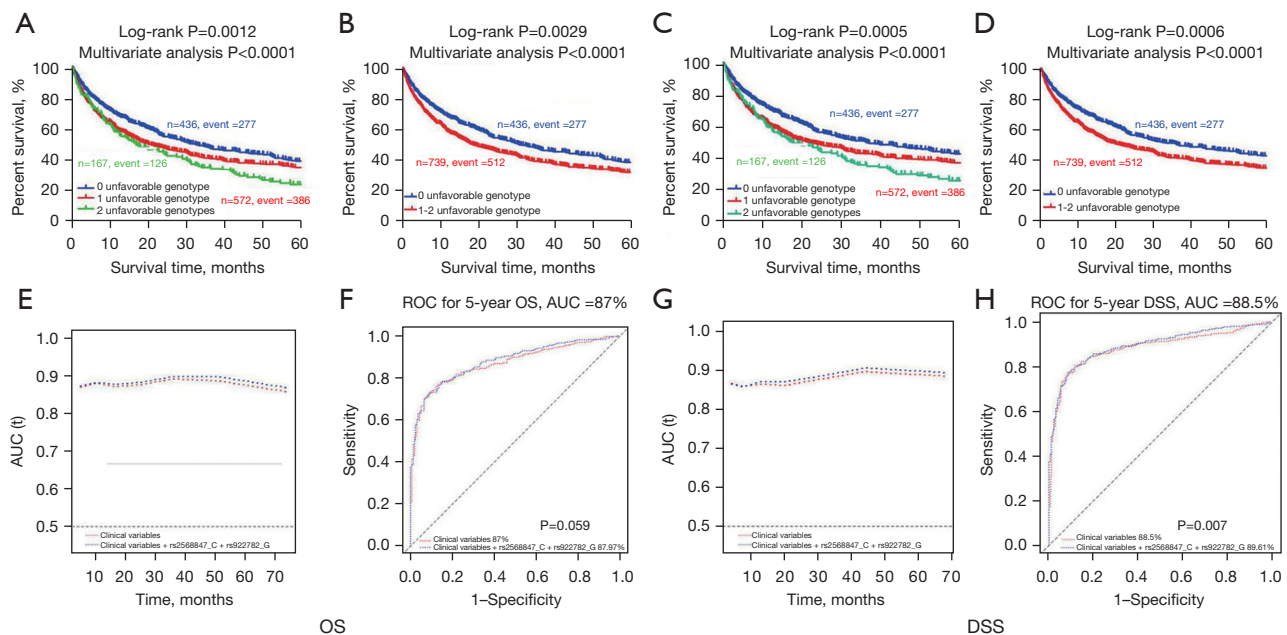 A
Log-rank P=0.0012
Multivariate analysis P<0.0001
Percent survival, %
100
80
60
40
20
0
n=436, event =277
n=167, event =126
n=572, event =386
0 unfavorable genotype
1 unfavorable genotype
2 unfavorable genotypes
0 10 20 30 40 50 60
Survival time, months
B
Log-rank P=0.0029
Multivariate analysis P<0.0001
Percent survival, %
100
80
60
40
20
0
n=436, event =277
n=739, event =512
0 unfavorable genotype
1-2 unfavorable genotype
0 10 20 30 40 50 60
Survival time, months
C
Log-rank P=0.0005
Multivariate analysis P<0.0001
Percent survival, %
100
80
60
40
20
0
n=436, event =277
n=167, event =126
n=572, event =386
0 unfavorable genotype
1 unfavorable genotype
2 unfavorable genotypes
0 10 20 30 40 50 60
Survival time, months
D
Log-rank P=0.0006
Multivariate analysis P<0.0001
Percent survival, %
100
80
60
40
20
0
n=436, event =277
n=739, event =512
0 unfavorable genotype
1-2 unfavorable genotype
0 10 20 30 40 50 60
Survival time, months
E
AUC (t)
1.0
0.9
0.8
0.7
0.6
0.5
Clinical variables
Clinical variables + rs2568847_C + rs922782_G
10 20 30 40 50 60 70
Time, months
F
ROC for 5-year OS, AUC =87%
Sensitivity
1.0
0.8
0.6
0.4
0.2
0.0
P=0.059
Clinical variables 87%
Clinical variables + rs2568847_C + rs922782_G 87.97%
0.0 0.2 0.4 0.6 0.8 1.0
1–Specificity
OS
G
AUC (t)
1.0
0.9
0.8
0.7
0.6
0.5
Clinical variables
Clinical variables + rs2568847_C + rs922782_G
10 20 30 40 50 60 70
Time, months
H
ROC for 5-year DSS, AUC =88.5%
Sensitivity
1.0
0.8
0.6
0.4
0.2
0.0
P=0.007
Clinical variables 88.5%
Clinical variables + rs2568847_C + rs922782_G 89.61%
0.0 0.2 0.4 0.6 0.8 1.0
1–Specificity
DSS